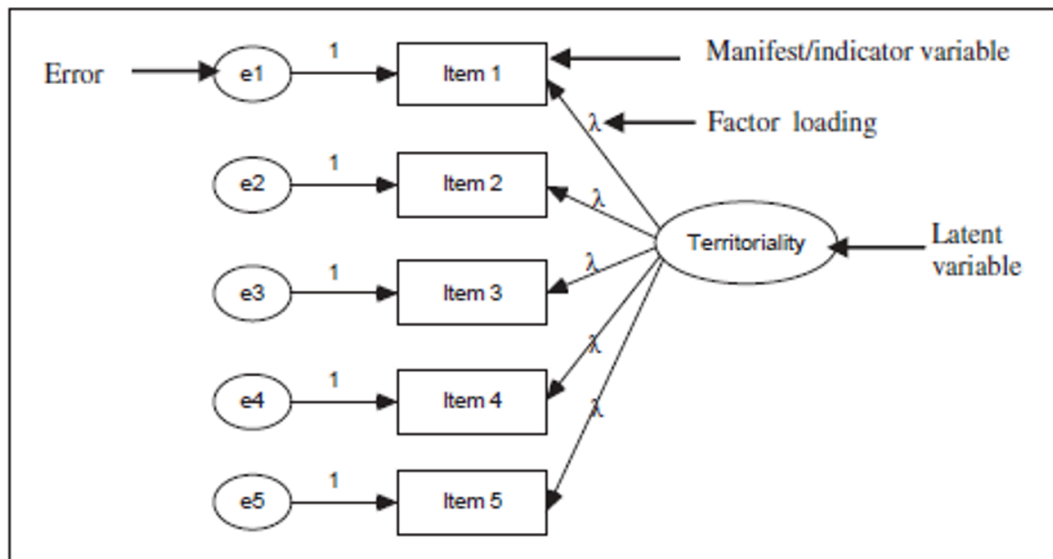 Error
e1
1
Item 1
Manifest/indicator variable
λ
Factor loading
e2
1
Item 2
λ
Territoriality
Latent
variable
e3
1
Item 3
λ
e4
1
Item 4
λ
e5
1
Item 5
λ